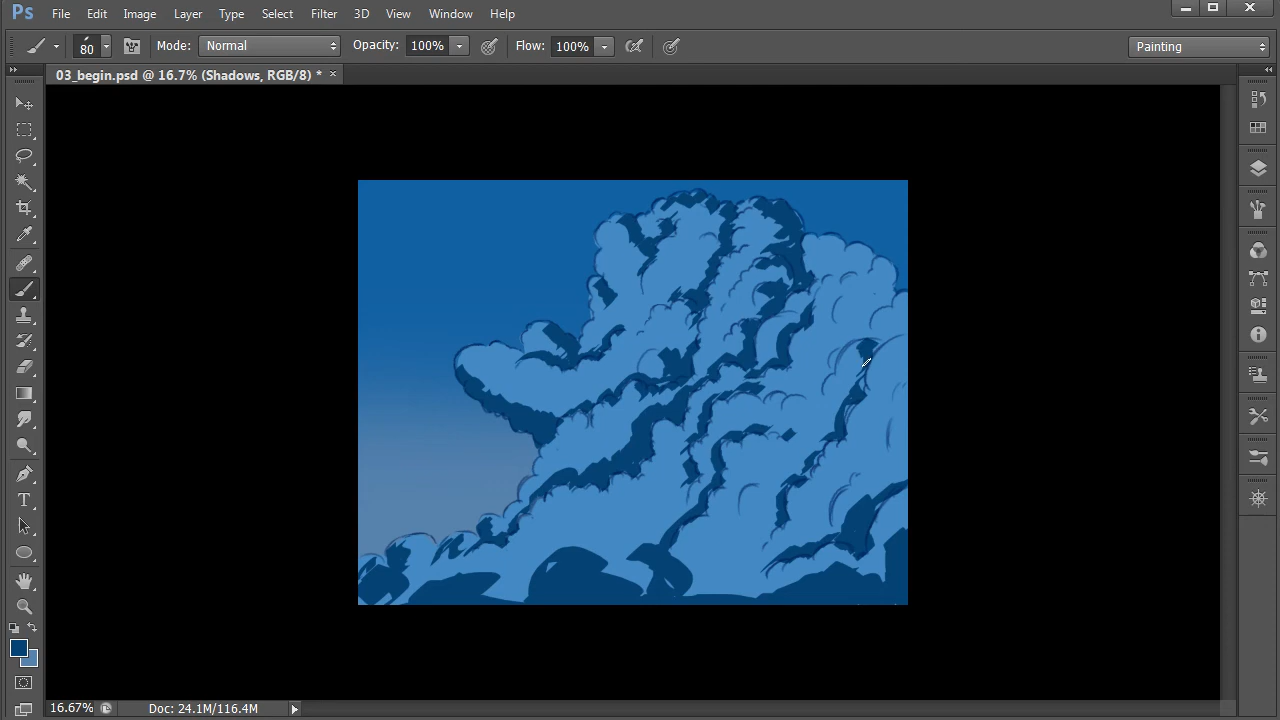 Ps File Edit Image Layer Type Select Filter 3D View Window Help
80 Mode: Normal Opacity: 100% Flow: 100% Painting
03_begin.psd @ 16.7% (Shadows, RGB/8) * ×
T
16.67% Doc: 24.1M/116.4M